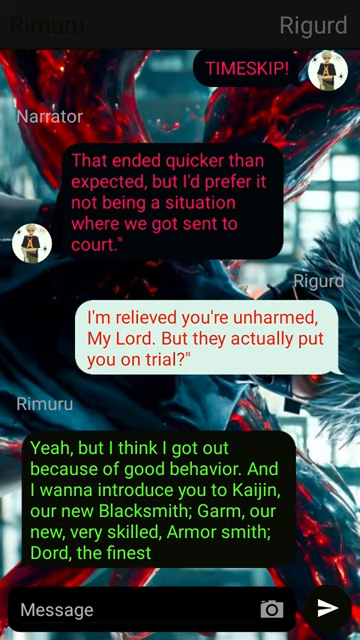 Rimuru
Rigurd
TIMESKIP!
Narrator
That ended quicker than
expected, but I'd prefer it
not being a situation
where we got sent to
court."
Rigurd
I'm relieved you're unharmed,
My Lord. But they actually put
you on trial?"
Rimuru
Yeah, but I think I got out
because of good behavior. And
I wanna introduce you to Kaijin,
our new Blacksmith; Garm, our
new, very skilled, Armor smith;
Dord, the finest
Message